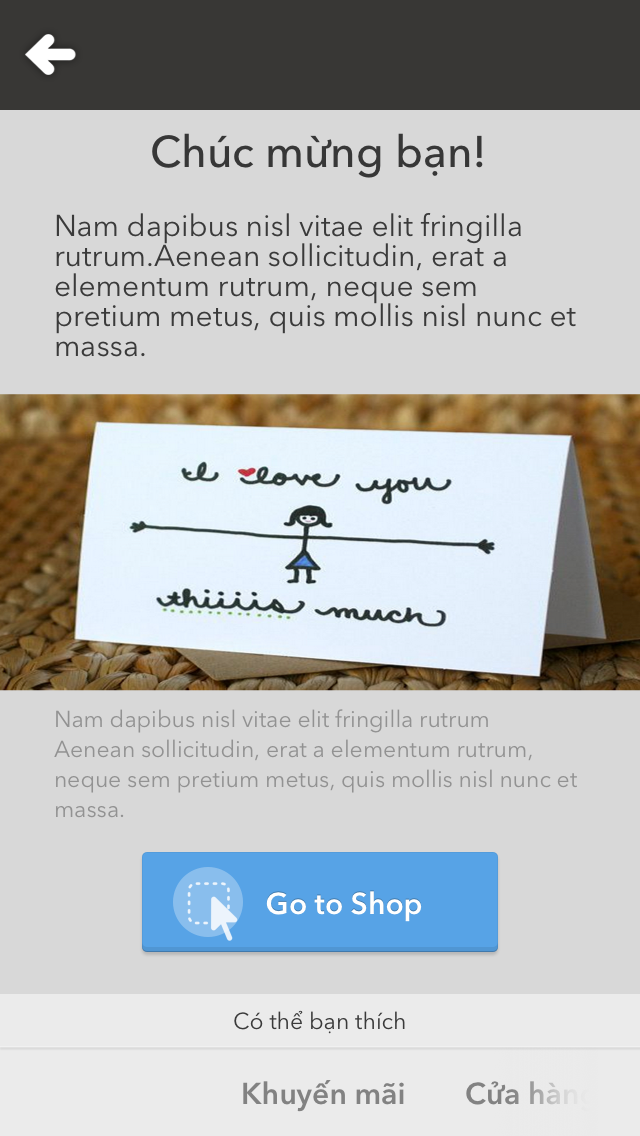 Chúc mừng bạn!
Nam dapibus nisl vitae elit fringilla
rutrum.Aenean sollicitudin, erat a
elementum rutrum, neque sem
pretium metus, quis mollis nisl nunc et
massa.
I love you
thiiiis much
Nam dapibus nisl vitae elit fringilla rutrum
Aenean sollicitudin, erat a elementum rutrum,
neque sem pretium metus, quis mollis nisl nunc et
massa.
Go to Shop
Có thể bạn thích
Khuyến mãi Cửa hàng